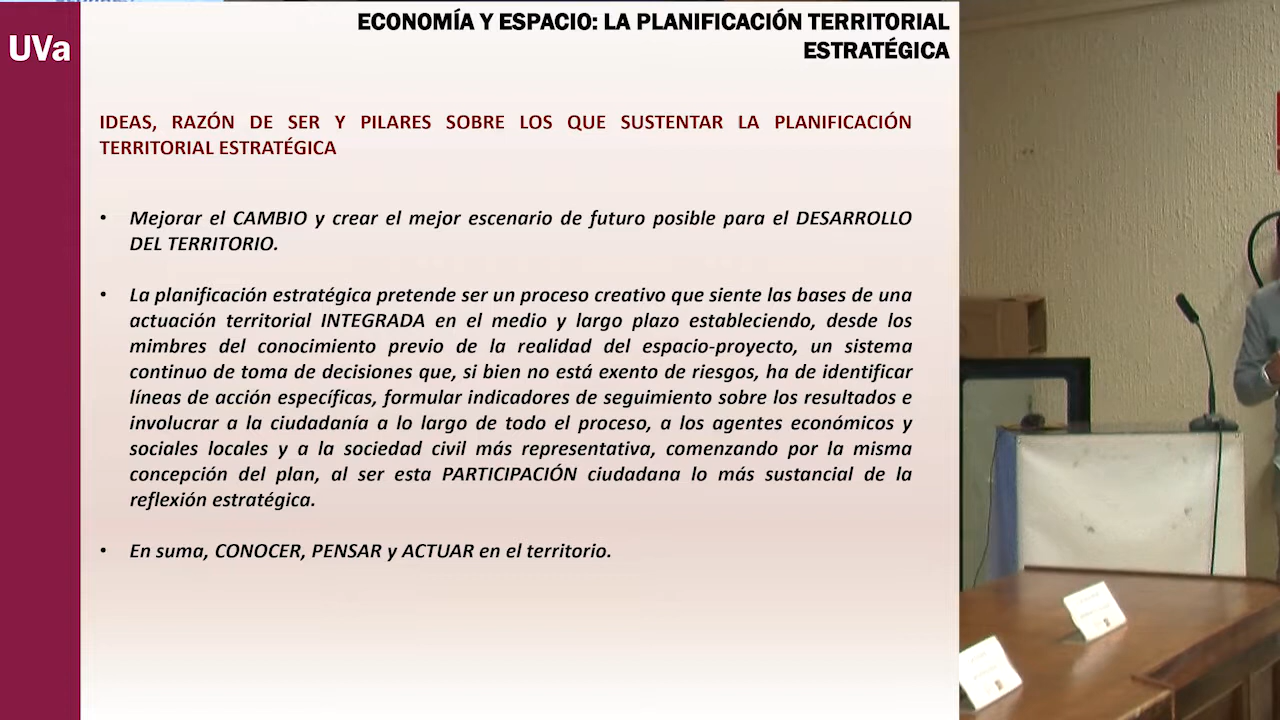 UVa
ECONOMÍA Y ESPACIO: LA PLANIFICACIÓN TERRITORIAL
ESTRATÉGICA
IDEAS, RAZÓN DE SER Y PILARES SOBRE LOS QUE SUSTENTAR LA PLANIFICACIÓN
TERRITORIAL ESTRATÉGICA
• Mejorar el CAMBIO y crear el mejor escenario de futuro posible para el DESARROLLO
DEL TERRITORIO.
• La planificación estratégica pretende ser un proceso creativo que siente las bases de una
actuación territorial INTEGRADA en el medio y largo plazo estableciendo, desde los
mimbres del conocimiento previo de la realidad del espacio-proyecto, un sistema
continuo de toma de decisiones que, si bien no está exento de riesgos, ha de identificar
líneas de acción específicas, formular indicadores de seguimiento sobre los resultados e
involucrar a la ciudadanía a lo largo de todo el proceso, a los agentes económicos y
sociales locales y a la sociedad civil más representativa, comenzando por la misma
concepción del plan, al ser esta PARTICIPACIÓN ciudadana lo más sustancial de la
reflexión estratégica.
• En suma, CONOCER, PENSAR y ACTUAR en el territorio.